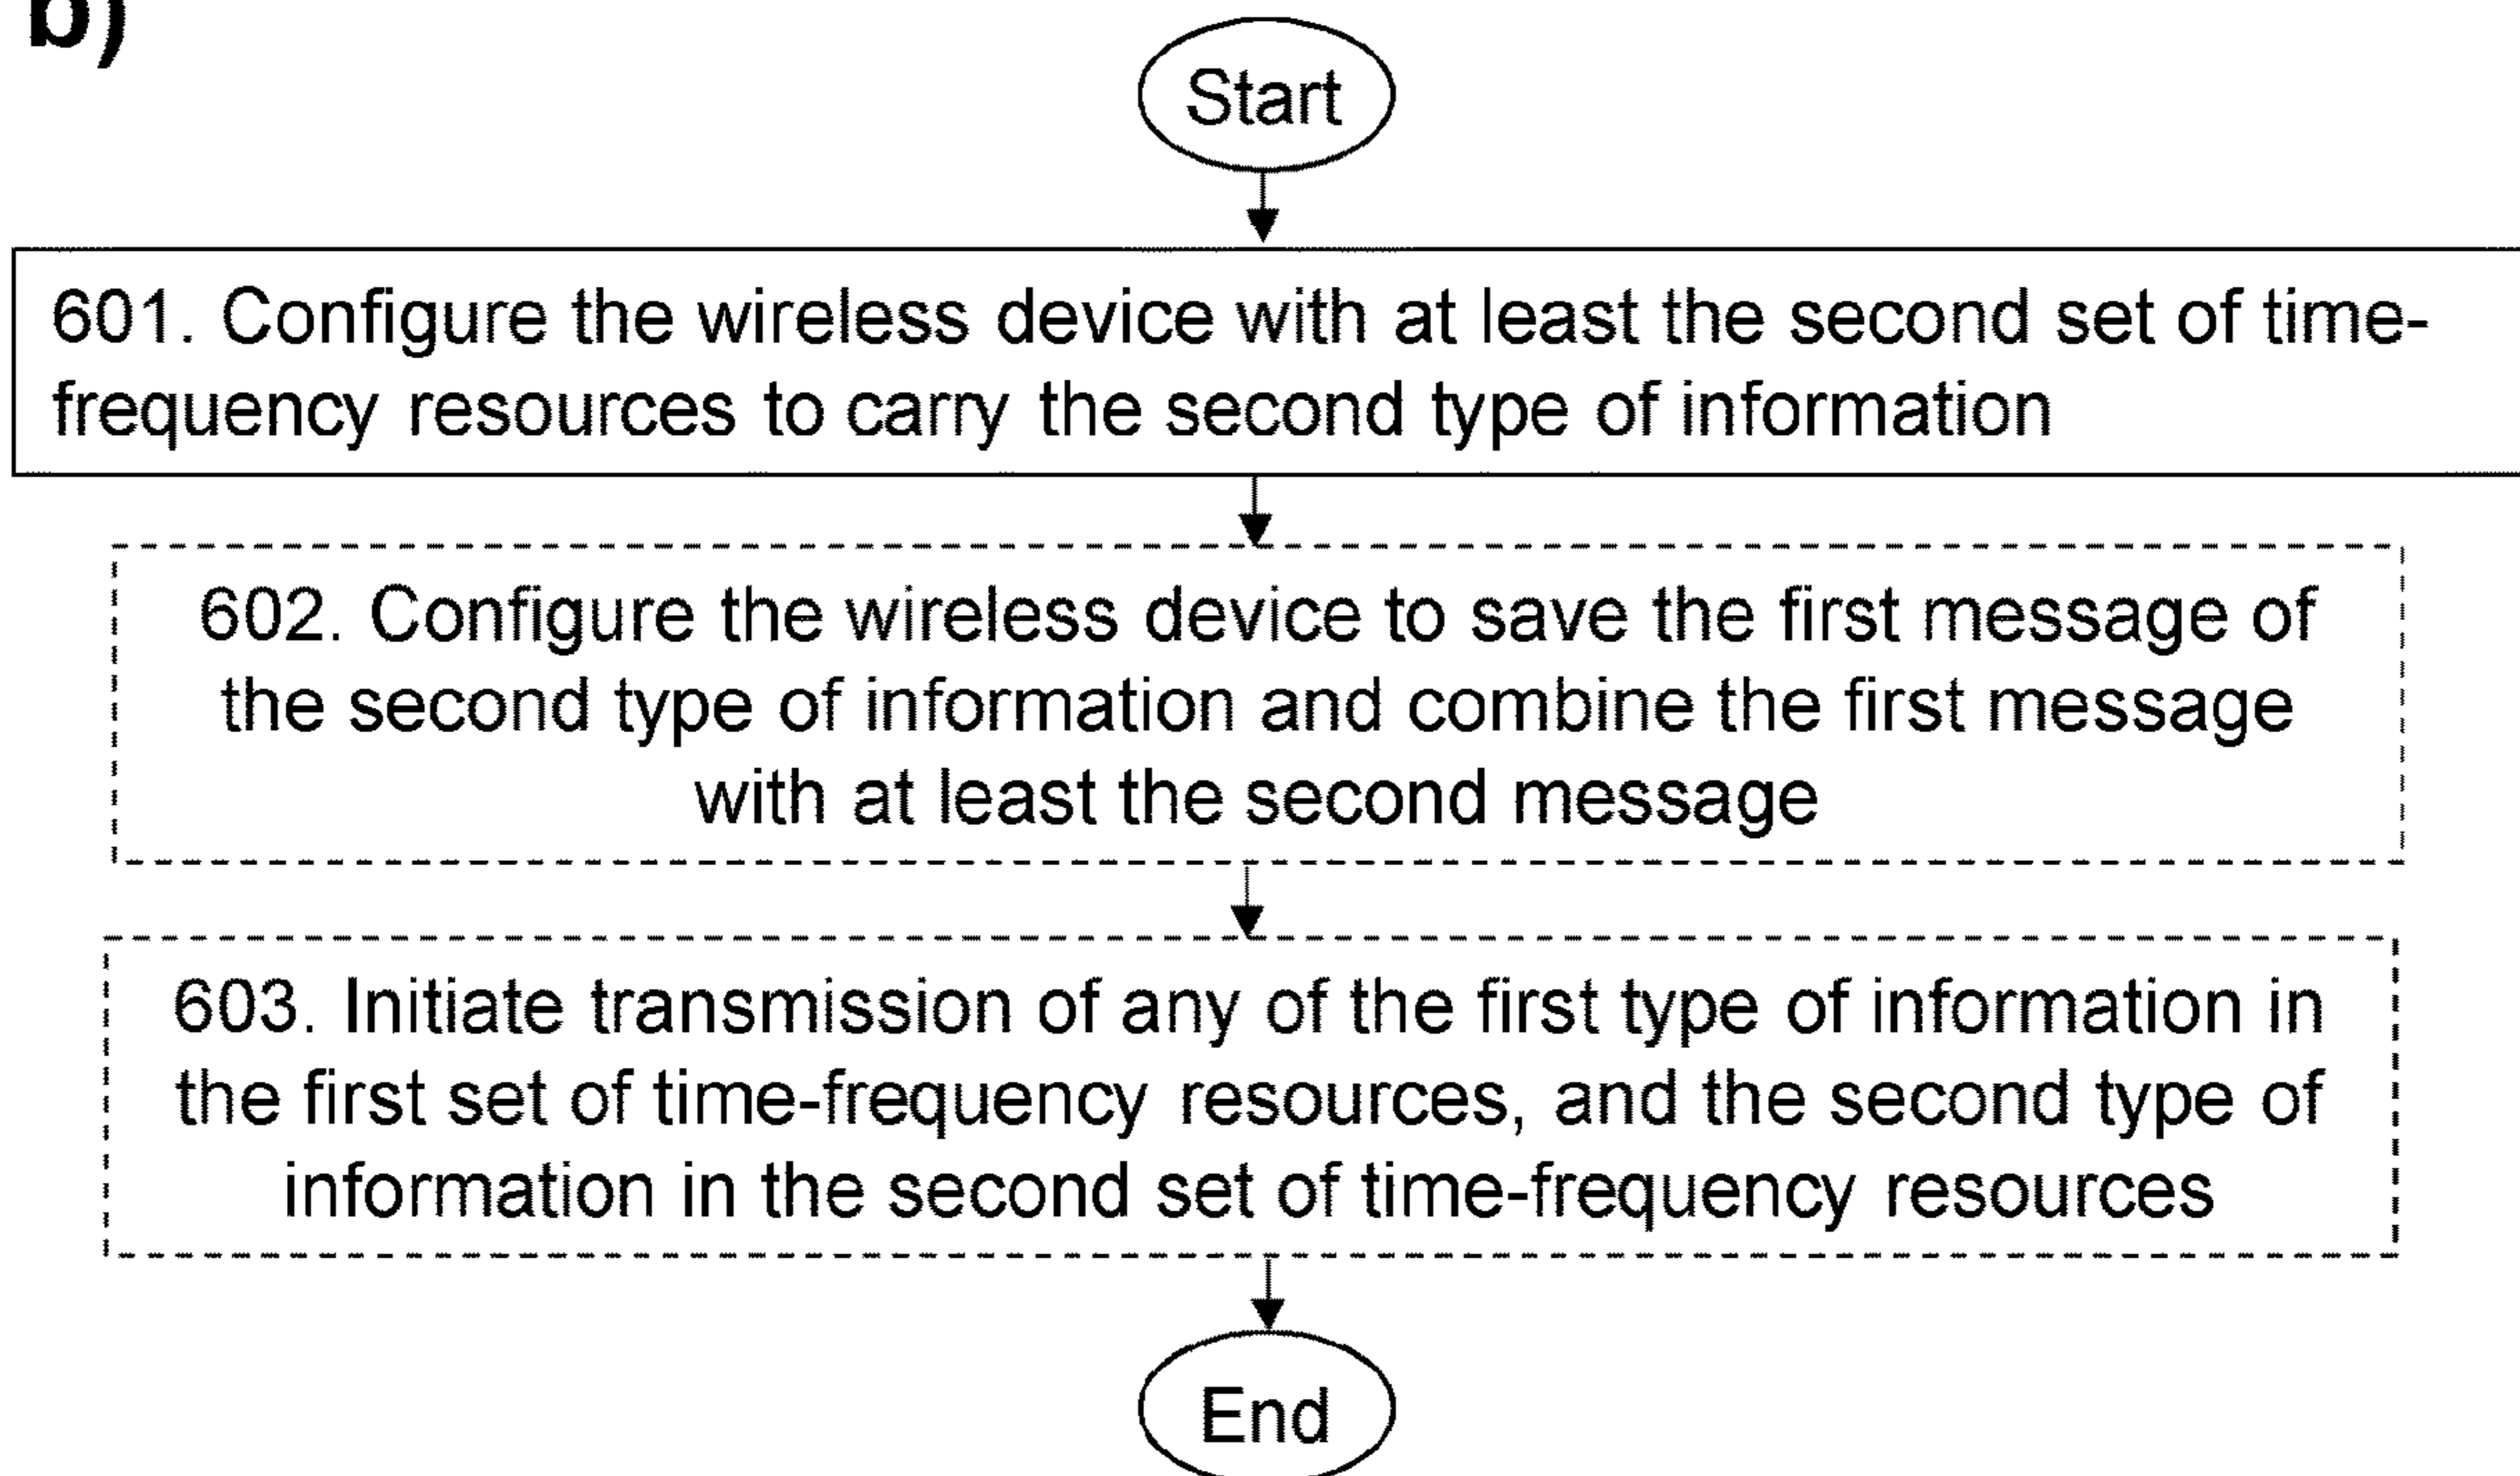 b)
Start
601. Configure the wireless device with at least the second set of time-
frequency resources to carry the second type of information
602. Configure the wireless device to save the first message of
the second type of information and combine the first message
with at least the second message
603. Initiate transmission of any of the first type of information in
the first set of time-frequency resources, and the second type of
information in the second set of time-frequency resources
End